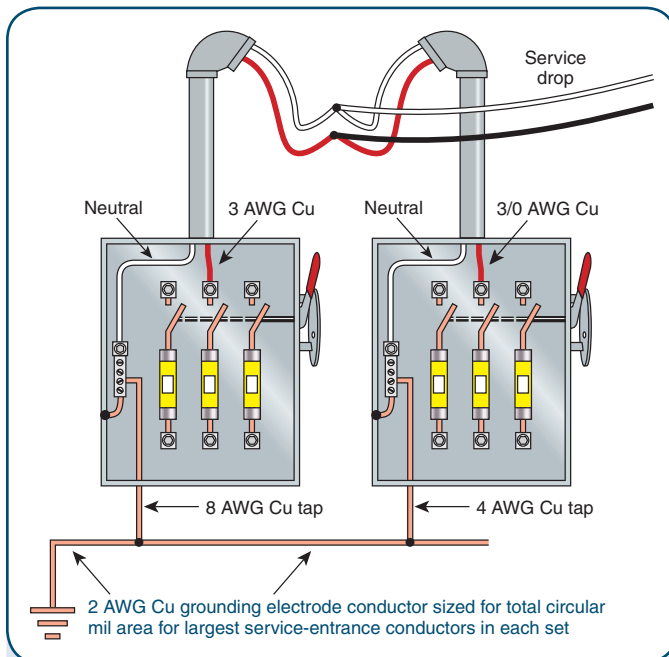 Service
drop
Neutral
3 AWG Cu
Neutral
3/0 AWG Cu
8 AWG Cu tap
4 AWG Cu tap
2 AWG Cu grounding electrode conductor sized for total circular
mil area for largest service-entrance conductors in each set